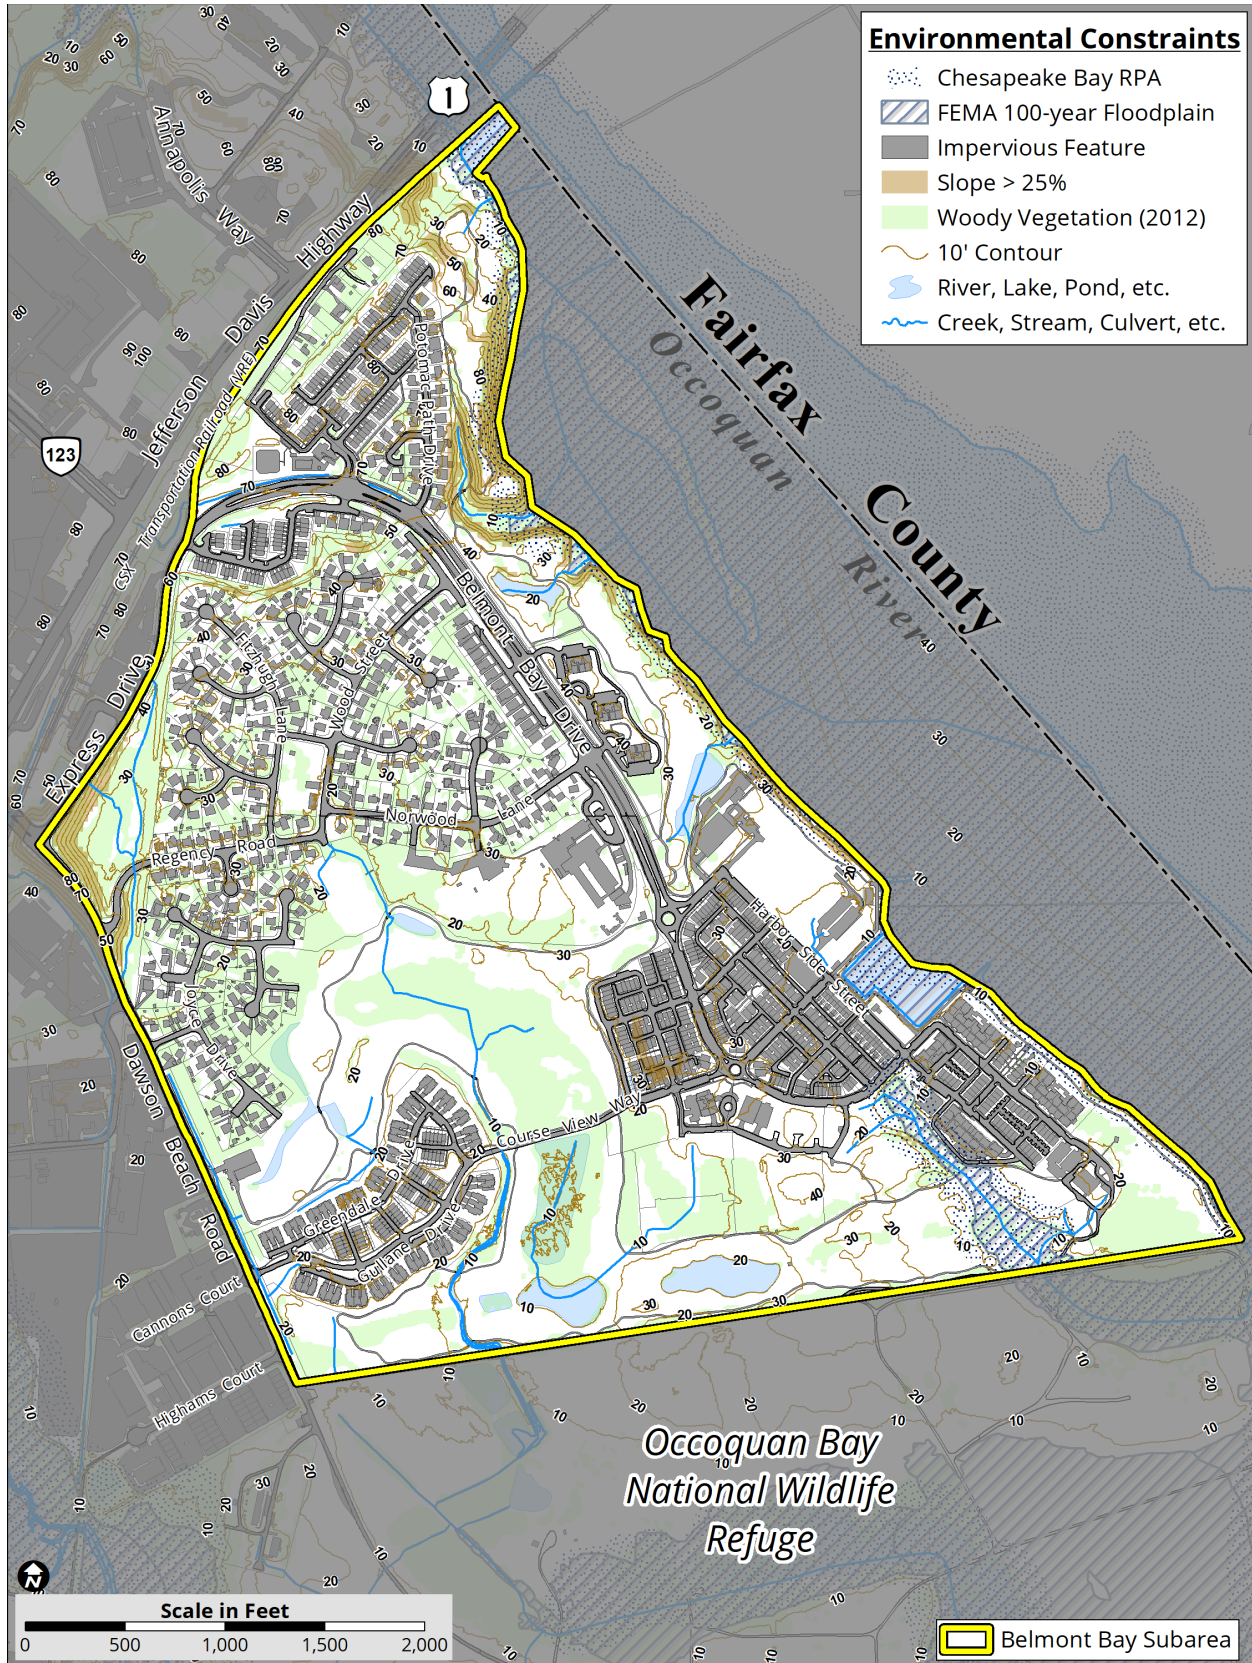 Environmental Constraints
Chesapeake Bay RPA
FEMA 100-year Floodplain
Impervious Feature
Slope > 25%
Woody Vegetation (2012)
10' Contour
River, Lake, Pond, etc.
Creek, Stream, Culvert, etc.
1
123
Annapolis Way
Jefferson Davis Highway
CSX Transportation Railroad (VRE)
Potomac Path Drive
Fairfax County
Occoquan River
Express Drive
Belmont Bay Drive
Fitzhugh Lane
Wood Street
Norwood Lane
Regency Road
Joyce Drive
Harbor Side Street
Course View Way
Greendale Drive
Gullane Drive
Dawson Beach Road
Cannons Court
Highams Court
Occoquan Bay
National Wildlife
Refuge
N
Scale in Feet
0 500 1,000 1,500 2,000
Belmont Bay Subarea